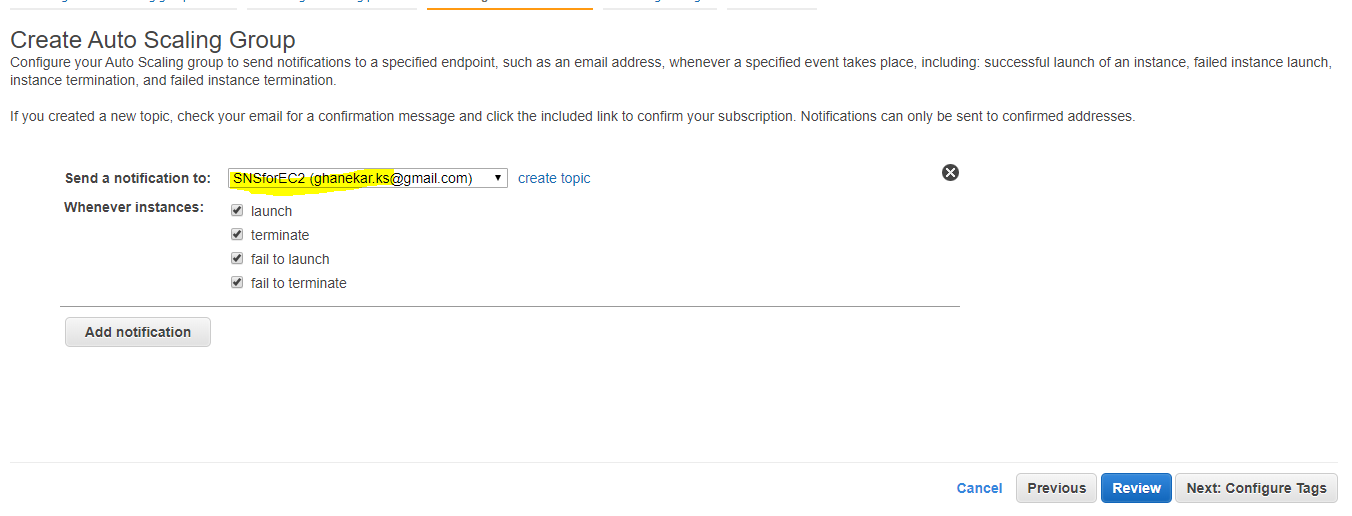 Create Auto Scaling Group
Configure your Auto Scaling group to send notifications to a specified endpoint, such as an email address, whenever a specified event takes place, including: successful launch of an instance, failed instance launch,
instance termination, and failed instance termination.
If you created a new topic, check your email for a confirmation message and click the included link to confirm your subscription. Notifications can only be sent to confirmed addresses.
Send a notification to: SNSforEC2 (ghanekar.ks@gmail.com) create topic
Whenever instances: launch
terminate
fail to launch
fail to terminate
Add notification
Cancel Previous Review Next: Configure Tags